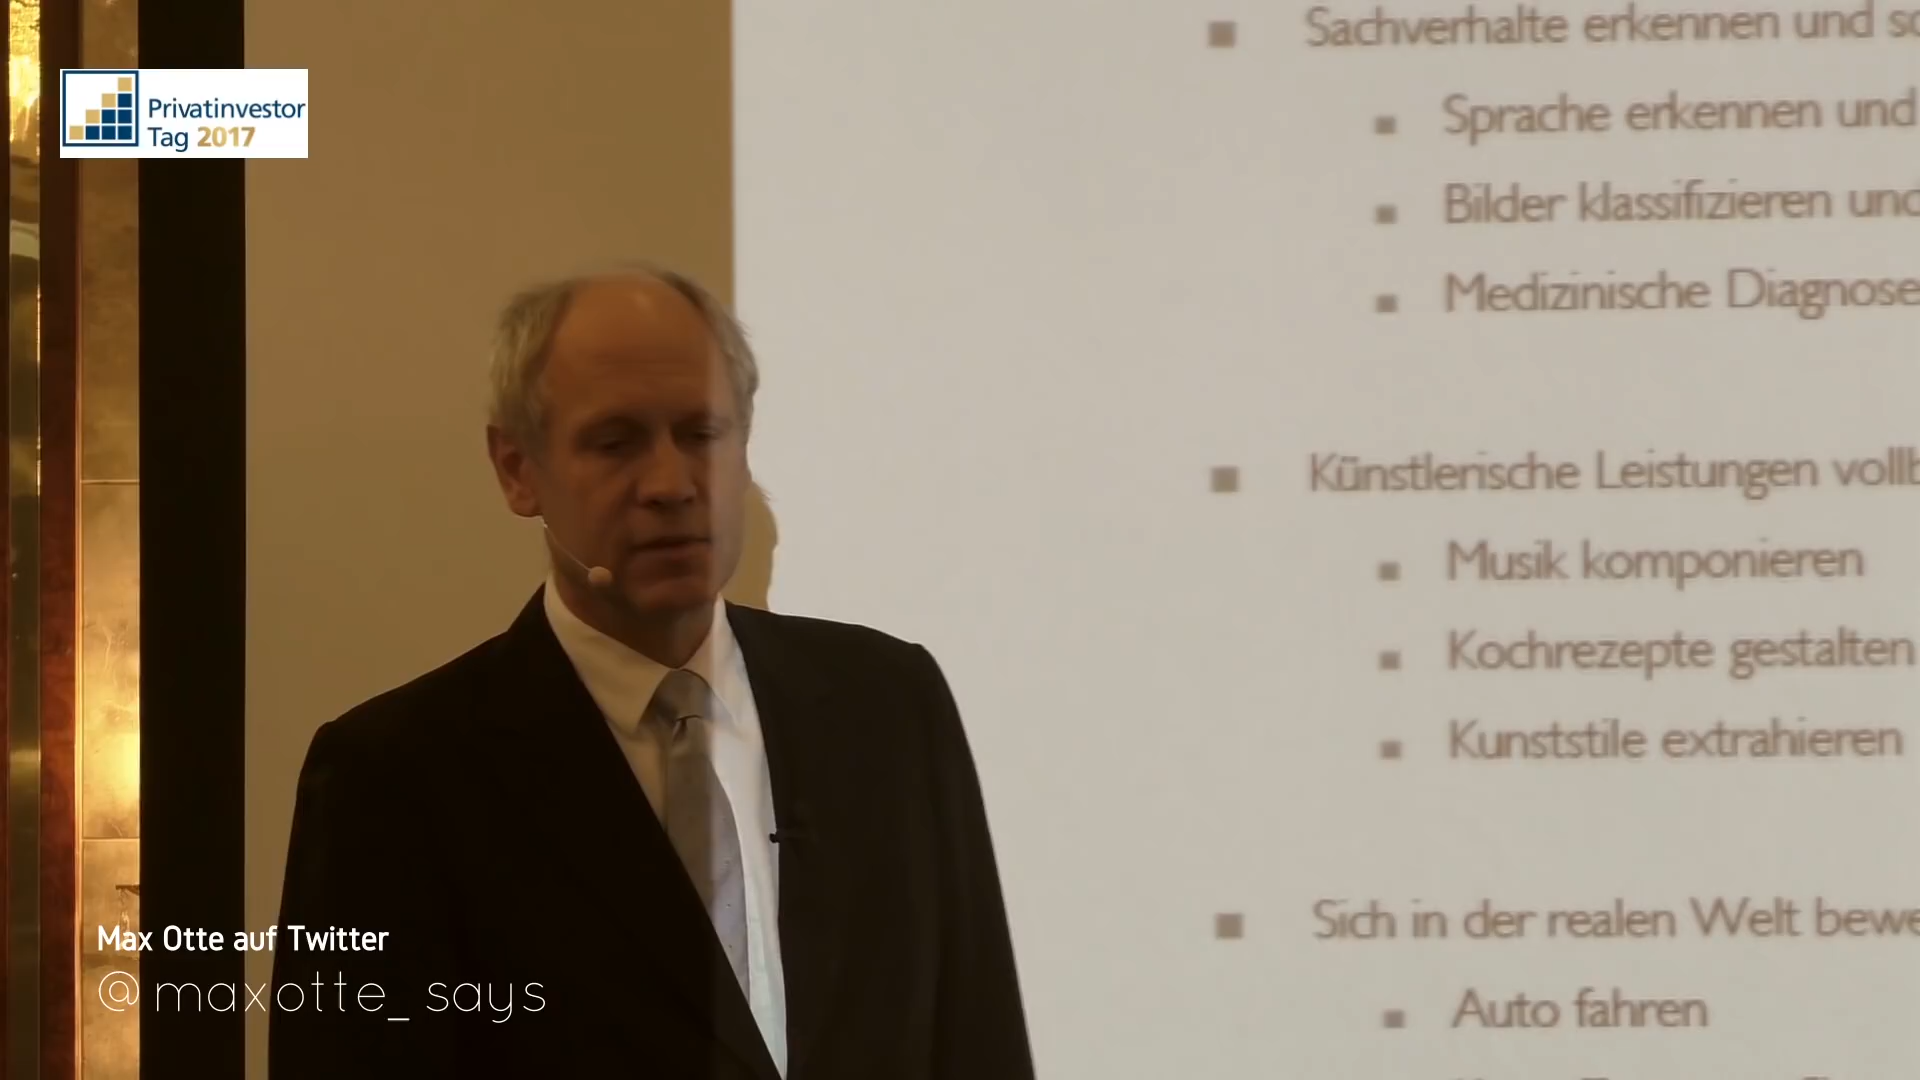 Privatinvestor
Tag 2017
Sachverhalte erkennen und
Sprache erkennen und
Bilder klassifizieren und
Medizinische Diagnose
Künstlerische Leistungen
Musik komponieren
Kochrezepte gestalten
Kunststile extrahieren
Sich in der realen Welt
Auto fahren
Max Otte auf Twitter
@maxotte_says